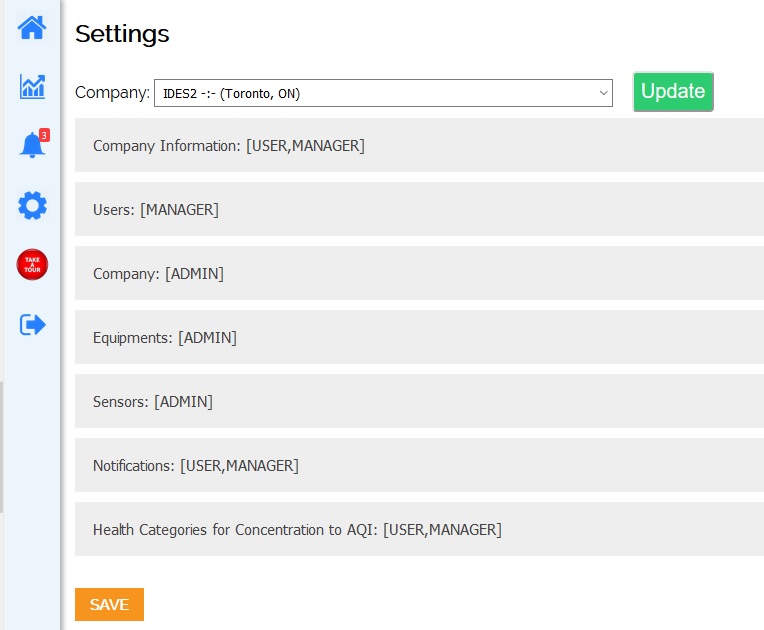 Settings
Company: IDES2 -:- (Toronto, ON) Update
3
Company Information: [USER,MANAGER]
Users: [MANAGER]
TAKE
A
TOUR
Company: [ADMIN]
Equipments: [ADMIN]
Sensors: [ADMIN]
Notifications: [USER,MANAGER]
Health Categories for Concentration to AQI: [USER,MANAGER]
SAVE